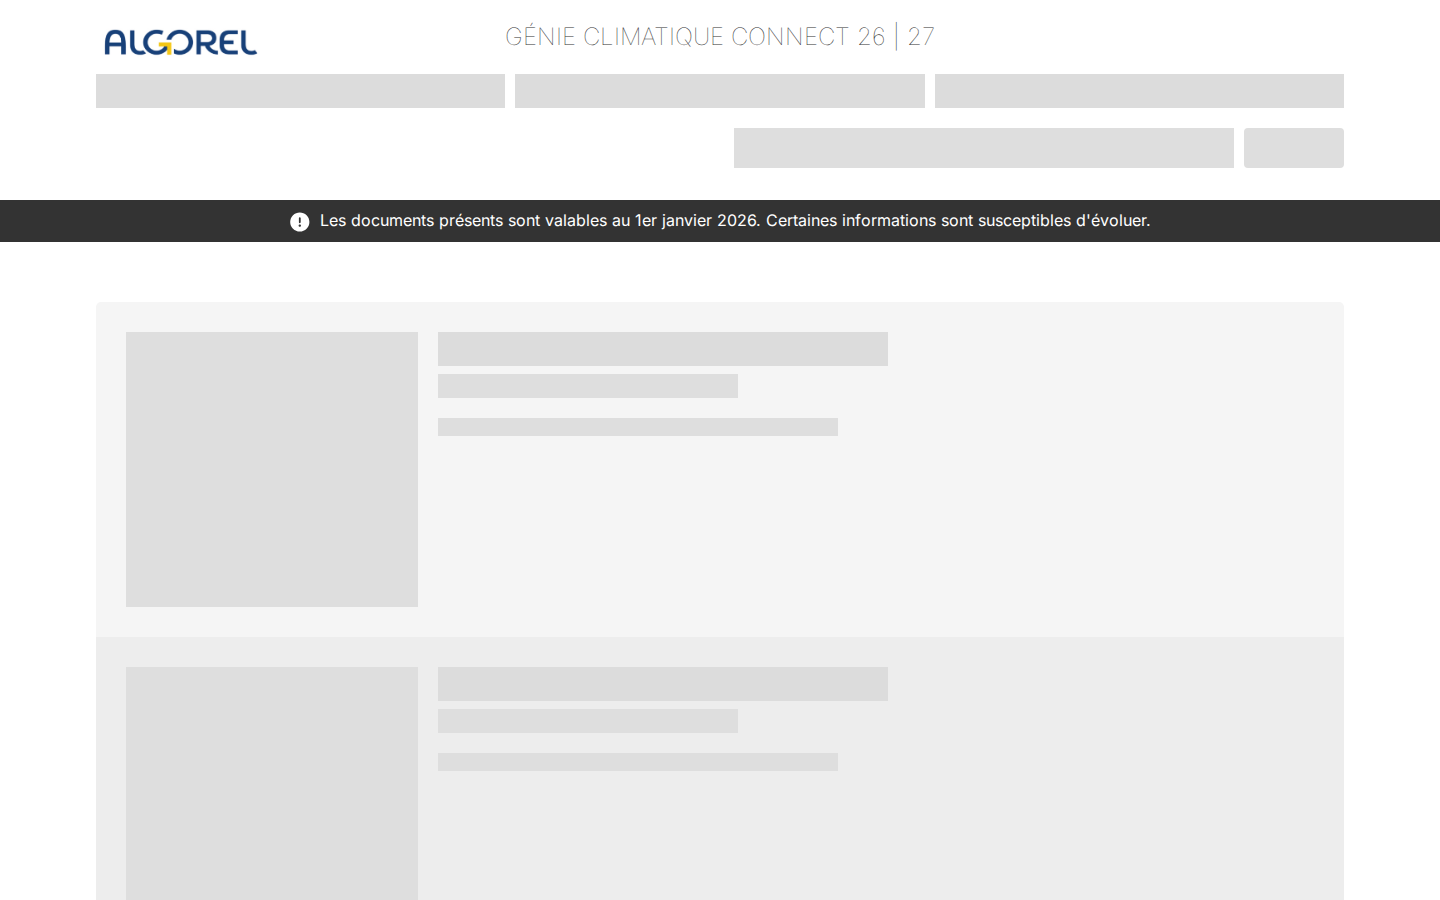 ALGOREL
GÉNIE CLIMATIQUE CONNECT 26 | 27
Les documents présents sont valables au 1er janvier 2026. Certaines informations sont susceptibles d'évoluer.